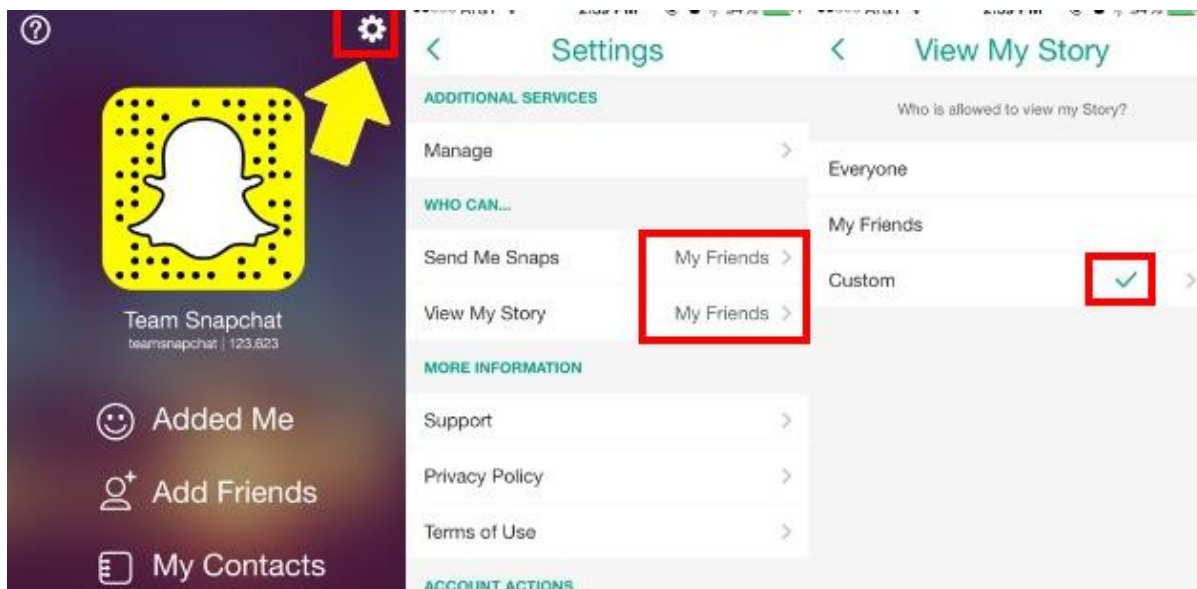 Team Snapchat
teamsnapchat | 123,623
Added Me
Add Friends
My Contacts
Settings
ADDITIONAL SERVICES
Manage
WHO CAN...
Send Me Snaps My Friends
View My Story My Friends
MORE INFORMATION
Support
Privacy Policy
Terms of Use
ACCOUNT ACTIONS
View My Story
Who is allowed to view my Story?
Everyone
My Friends
Custom